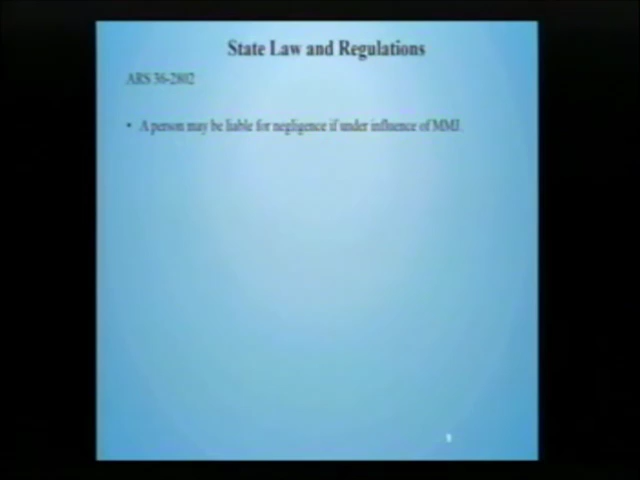 State Law and Regulations
ARS 36-2802
• A person may be liable for negligence if under influence of MMJ.
9